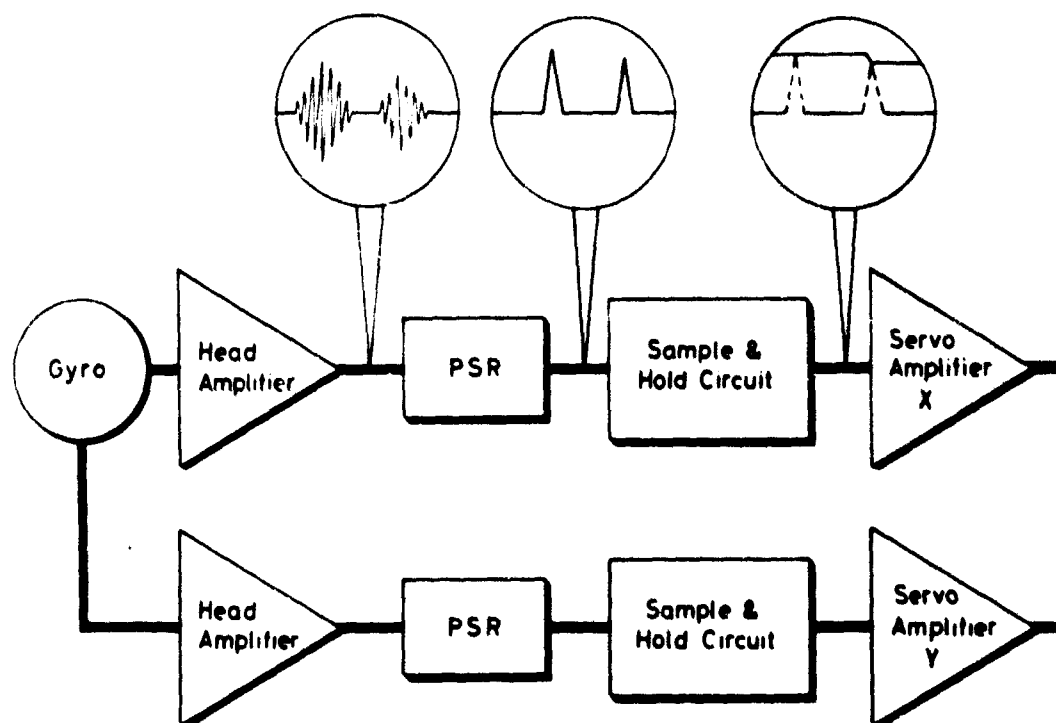 Gyro
Head
Amplifier
PSR
Sample &
Hold Circuit
Servo
Amplifier
X
Head
Amplifier
PSR
Sample &
Hold Circuit
Servo
Amplifier
Y